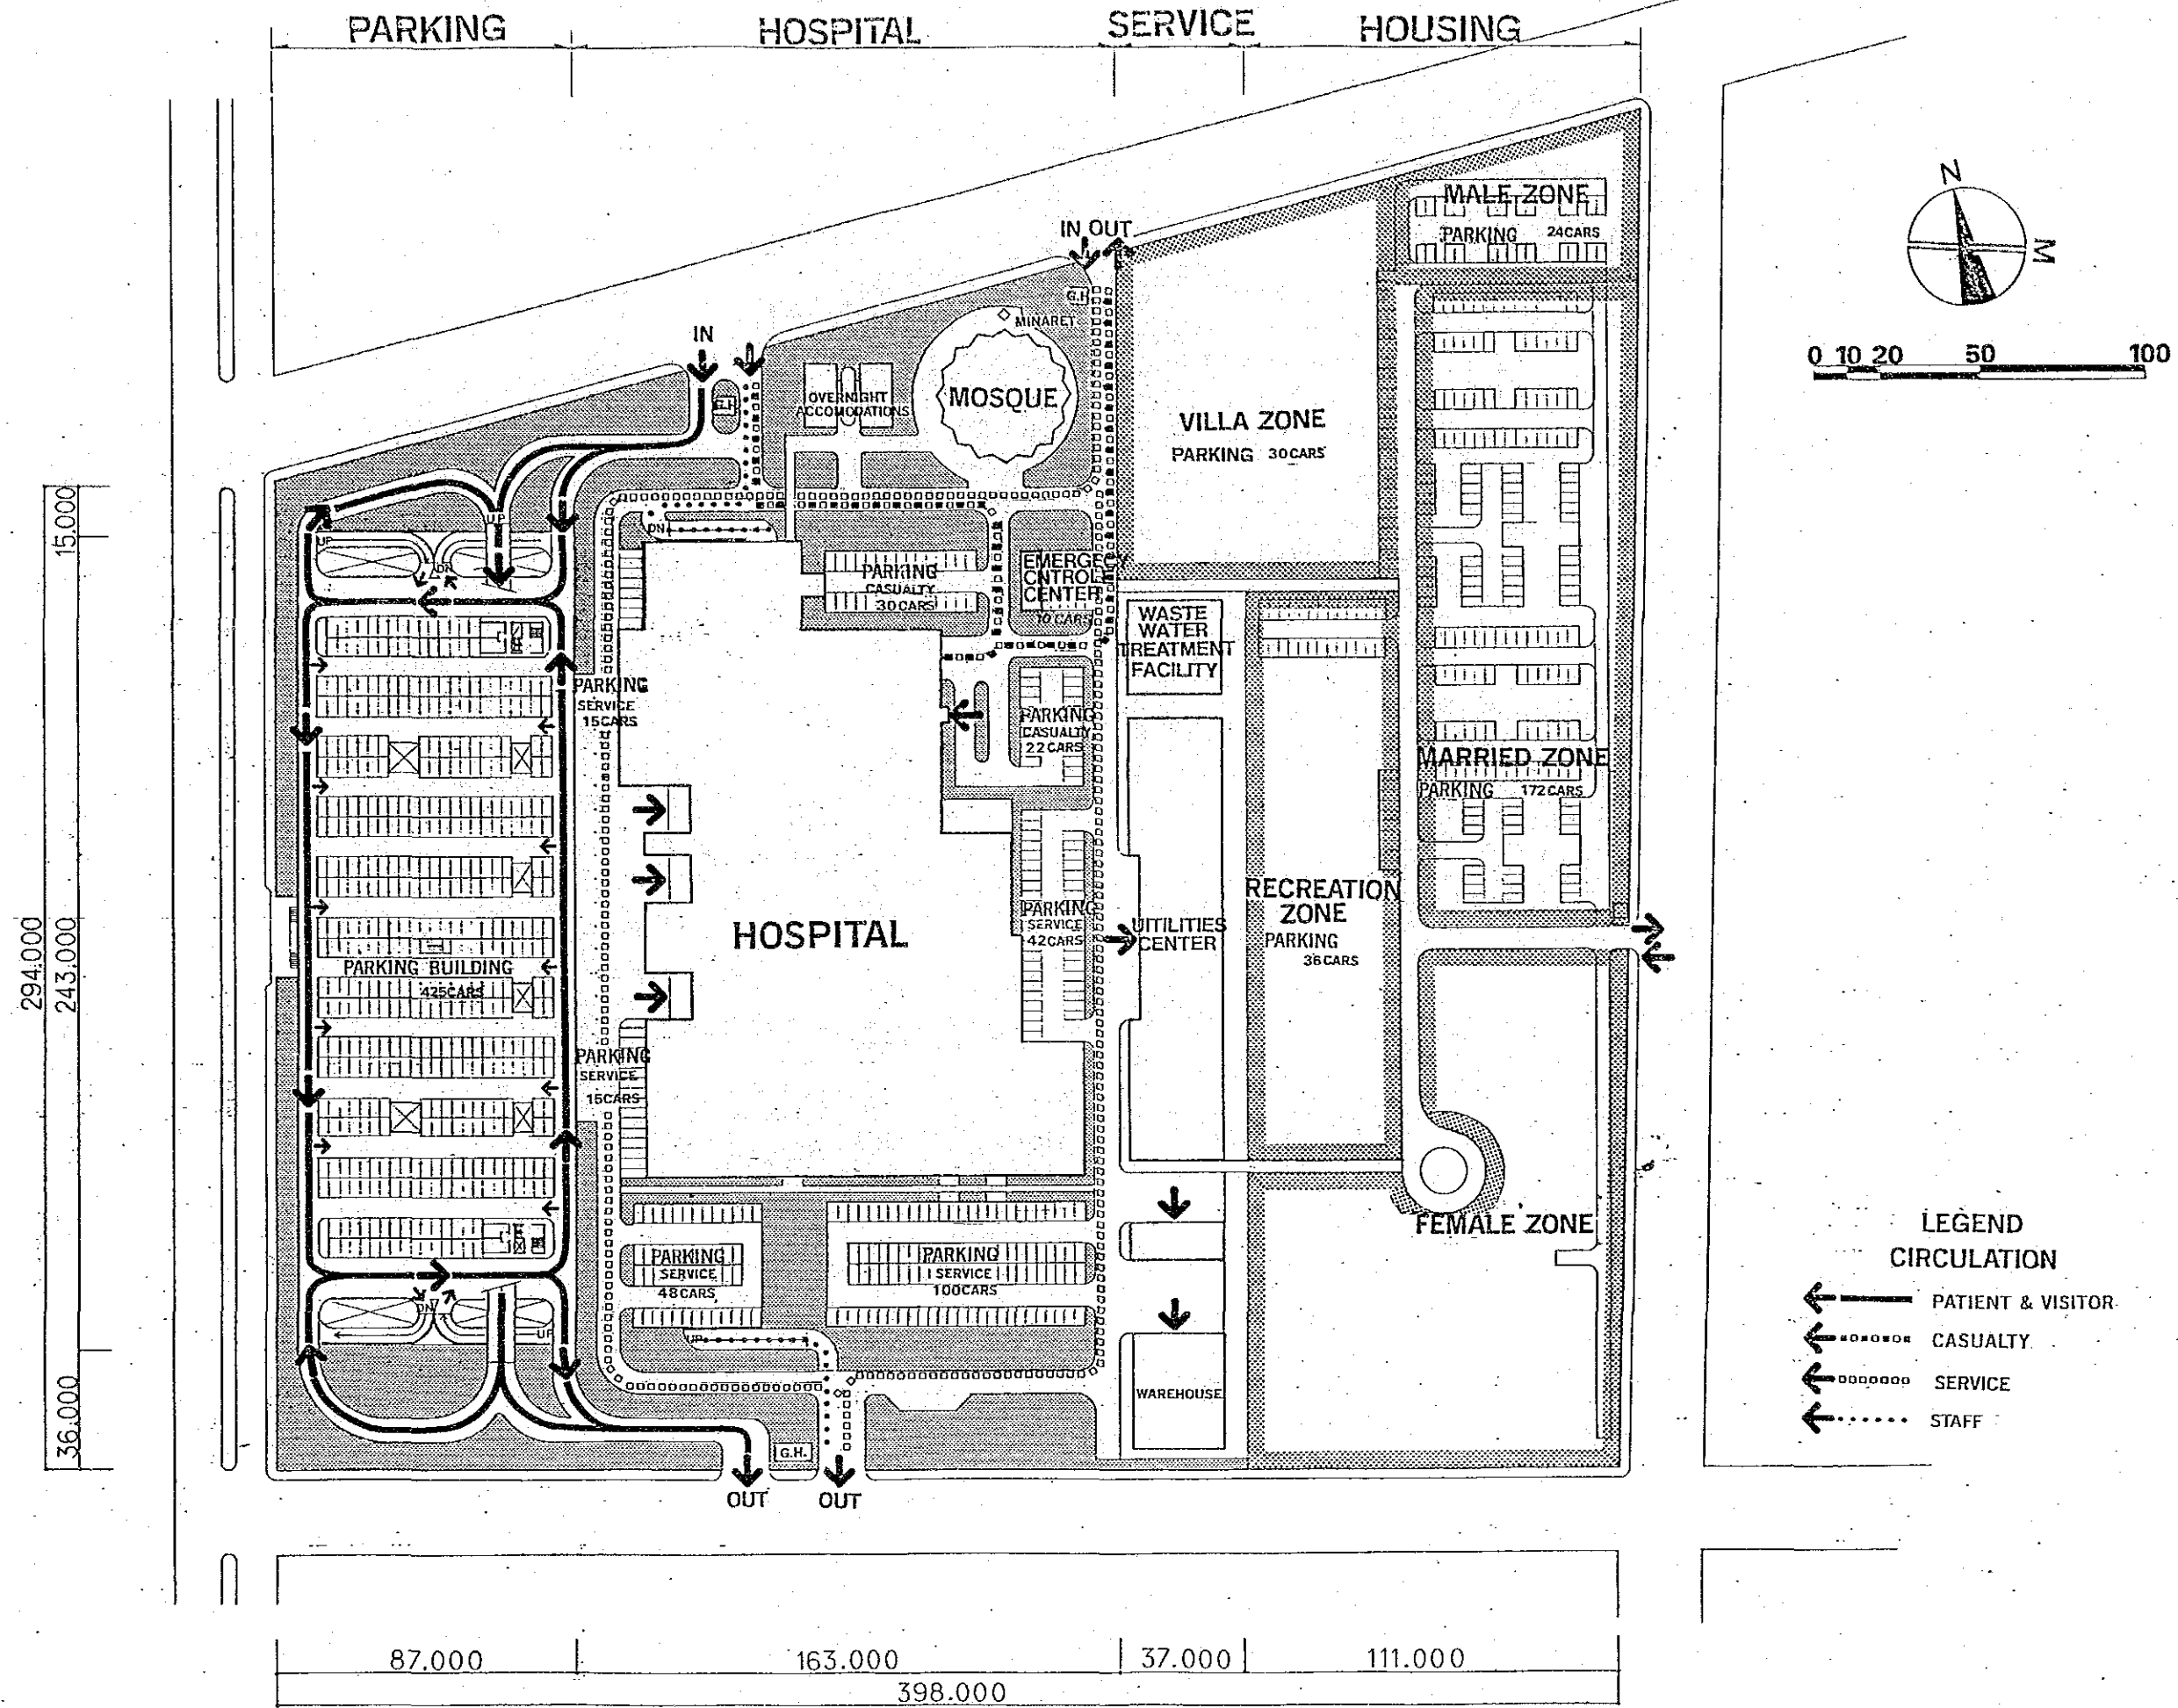 PARKING
HOSPITAL
SERVICE
HOUSING
N
M
0 10 20 50 100
MALE ZONE
PARKING 24CARS
IN OUT
G.H
MINARET
IN
G.H
OVERNIGHT
ACCOMODATIONS
MOSQUE
VILLA ZONE
PARKING 30CARS
15.000
294.000
243.000
36.000
UP
UP
DN
DN
PARKING
CASUALTY
30CARS
EMERGECY
CNTROL
CENTER
10 CARS
WASTE
WATER
TREATMENT
FACILITY
PARKING
SERVICE
15CARS
PARKING
CASUALTY
22CARS
MARRIED ZONE
PARKING 172CARS
HOSPITAL
PARKING
SERVICE
42CARS
UITILITIES
CENTER
RECREATION
ZONE
PARKING
36CARS
PARKING BUILDING
425CARS
PARKING
SERVICE
15CARS
FEMALE ZONE
PARKING
SERVICE
48CARS
PARKING
SERVICE
100CARS
DN
UP
UP
WAREHOUSE
G.H.
OUT
OUT
LEGEND
CIRCULATION
PATIENT & VISITOR
CASUALTY
SERVICE
STAFF
87.000
163.000
37.000
111.000
398.000